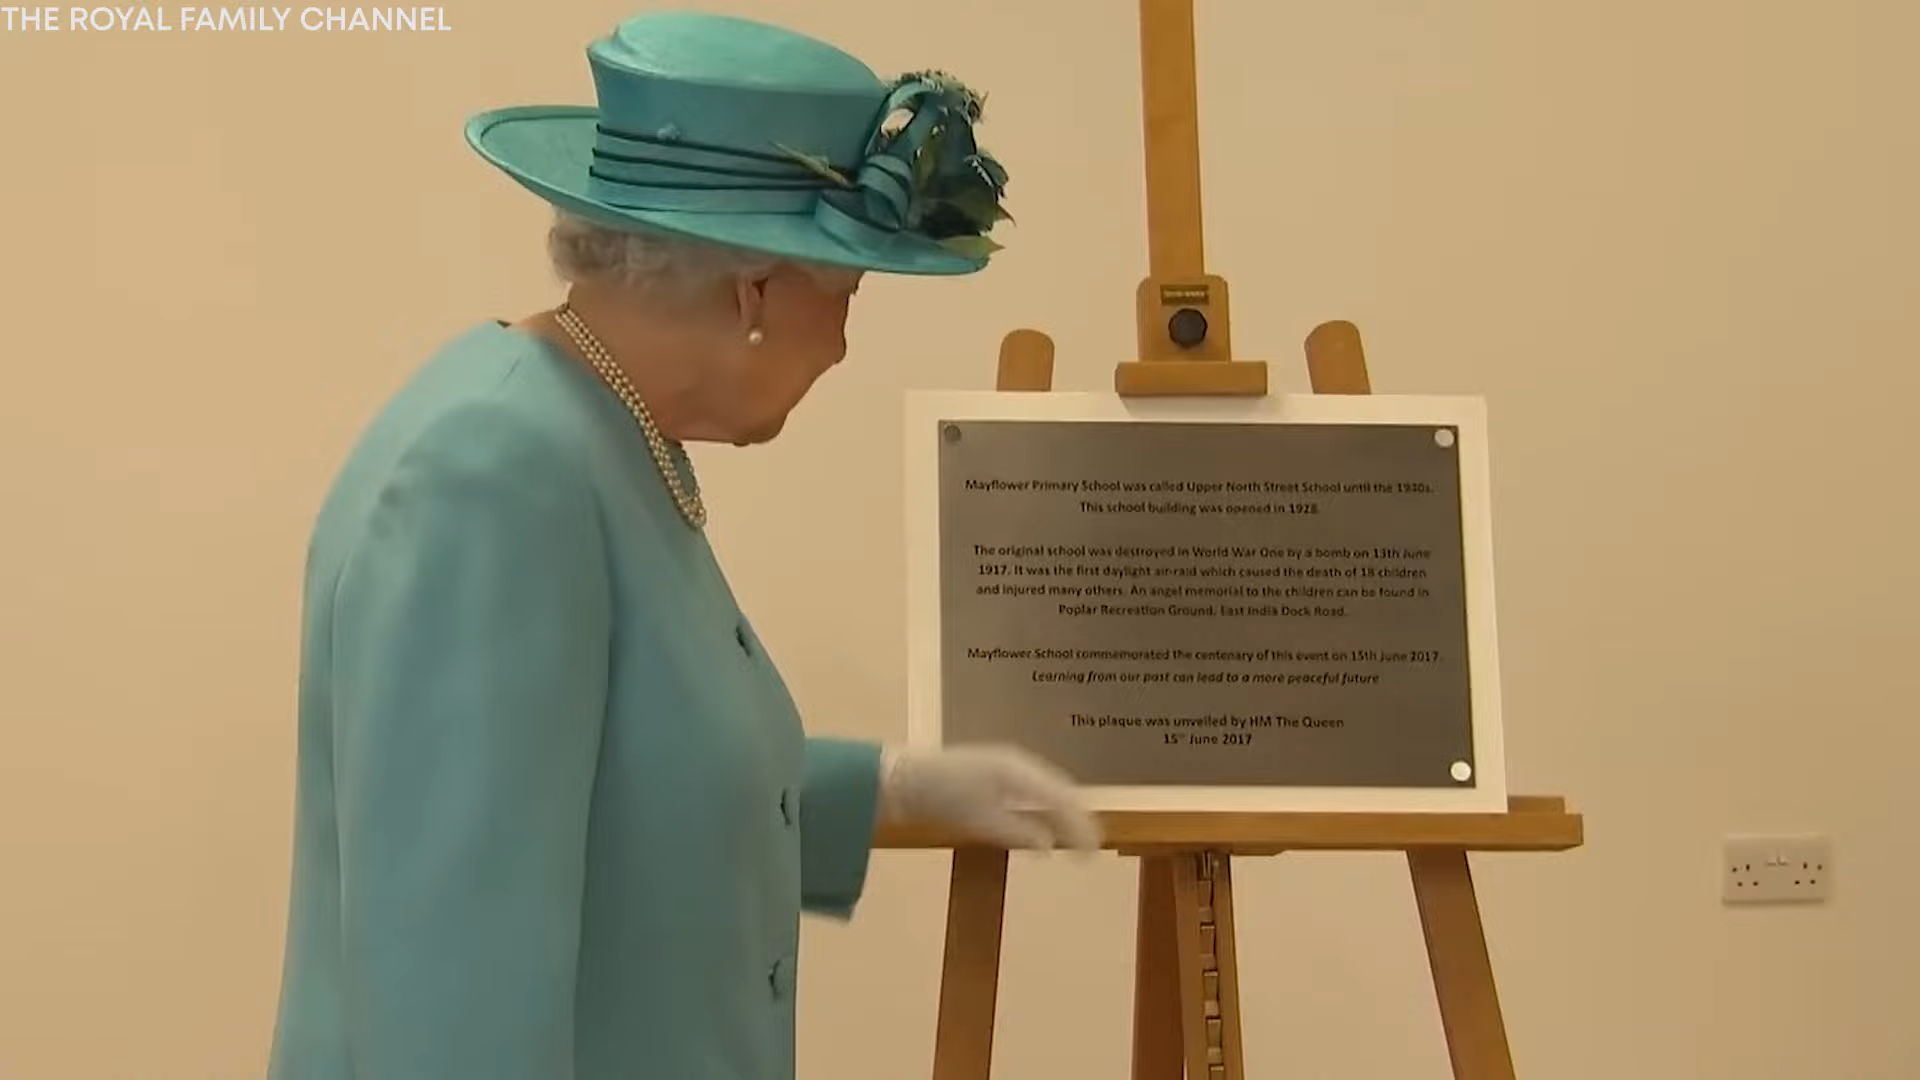 THE ROYAL FAMILY CHANNEL
Mayflower Primary School was called Upper North Street School until the 1930s.
This school building was opened in 1928.
The original school was destroyed in World War One by a bomb on 13th June
1917. It was the first daylight air-raid which caused the death of 18 children
and injured many others. An angel memorial to the children can be found in
Poplar Recreation Ground, East India Dock Road.
Mayflower School commemorated the centenary of this event on 15th June 2017.
Learning from our past can lead to a more peaceful future
This plaque was unveiled by HM The Queen
15th June 2017